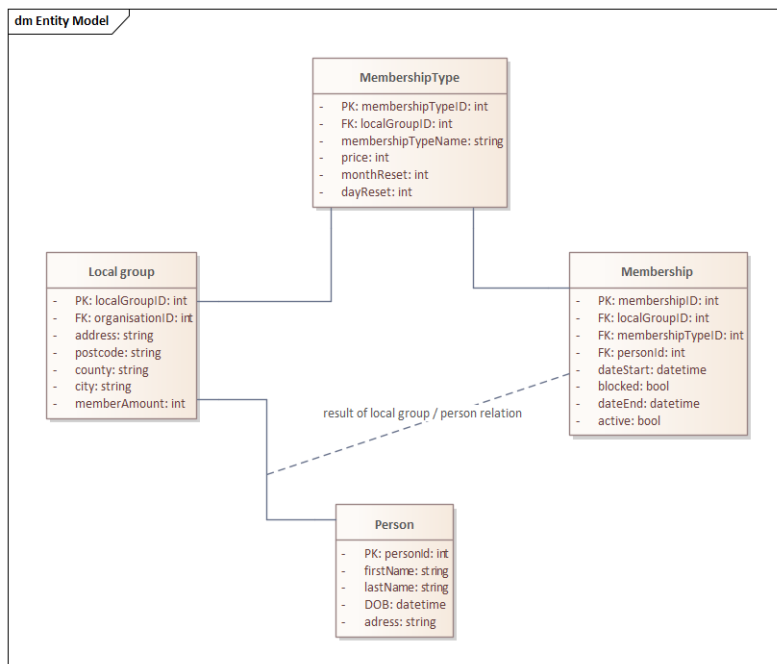 dm Entity Model
MembershipType
- PK: membershipTypeID: int
- FK: localGroupID: int
- membershipTypeName: string
- price: int
- monthReset: int
- dayReset: int
Local group
- PK: localGroupID: int
- FK: organisationID: int
- address: string
- postcode: string
- county: string
- city: string
- memberAmount: int
Membership
- PK: membershipID: int
- FK: localGroupID: int
- FK: membershipTypeID: int
- FK: personId: int
- dateStart: datetime
- blocked: bool
- dateEnd: datetime
- active: bool
result of local group / person relation
Person
- PK: personId: int
- firstName: string
- lastName: string
- DOB: datetime
- adress: string